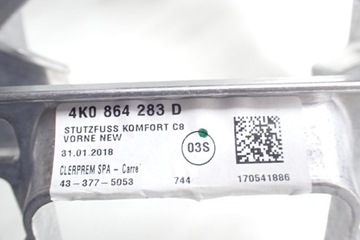 4K0 864 283 D
STUTZFUSS KOMFORT C8
VORNE NEW
31.01.2018
03S
CLERPREM SPA - Carrè
43-377-5053 744 170541886